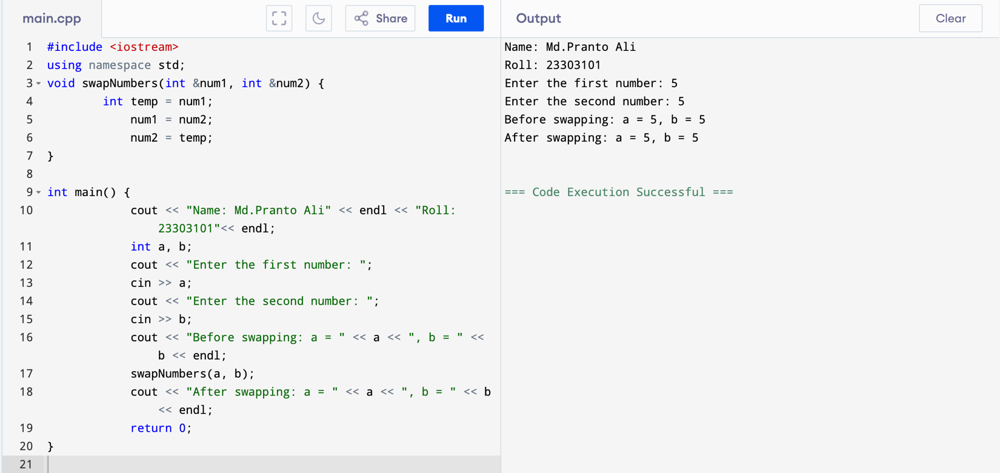 main.cpp
Share
Run
Output
Clear
1 #include <iostream>
2 using namespace std;
3 void swapNumbers(int &num1, int &num2) {
4 int temp = num1;
5 num1 = num2;
6 num2 = temp;
7 }
8
9 int main() {
10 cout << "Name: Md.Pranto Ali" << endl << "Roll:
23303101"<< endl;
11 int a, b;
12 cout << "Enter the first number: ";
13 cin >> a;
14 cout << "Enter the second number: ";
15 cin >> b;
16 cout << "Before swapping: a = " << a << ", b = " <<
b << endl;
17 swapNumbers(a, b);
18 cout << "After swapping: a = " << a << ", b = " << b
<< endl;
19 return 0;
20 }
21
Name: Md.Pranto Ali
Roll: 23303101
Enter the first number: 5
Enter the second number: 5
Before swapping: a = 5, b = 5
After swapping: a = 5, b = 5
=== Code Execution Successful ===